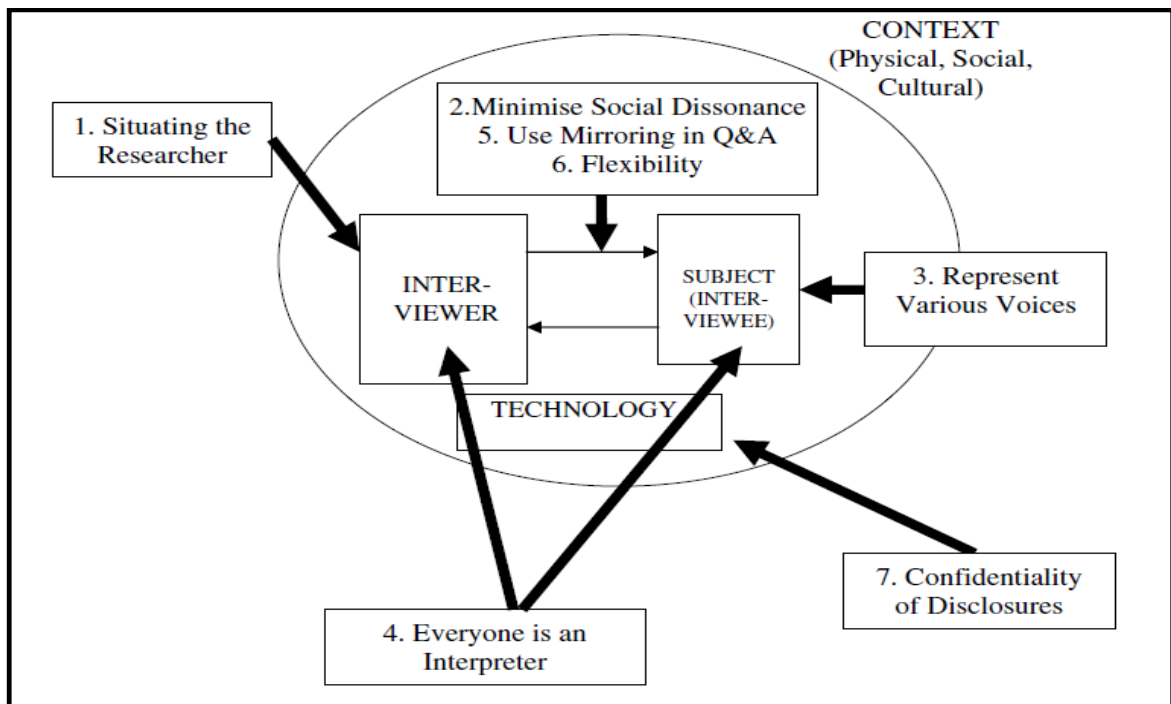 CONTEXT
(Physical, Social,
Cultural)
1. Situating the
Researcher
2.Minimise Social Dissonance
5. Use Mirroring in Q&A
6. Flexibility
INTER-
VIEWER
SUBJECT
(INTER-
VIEWEE)
3. Represent
Various Voices
TECHNOLOGY
4. Everyone is an
Interpreter
7. Confidentiality
of Disclosures